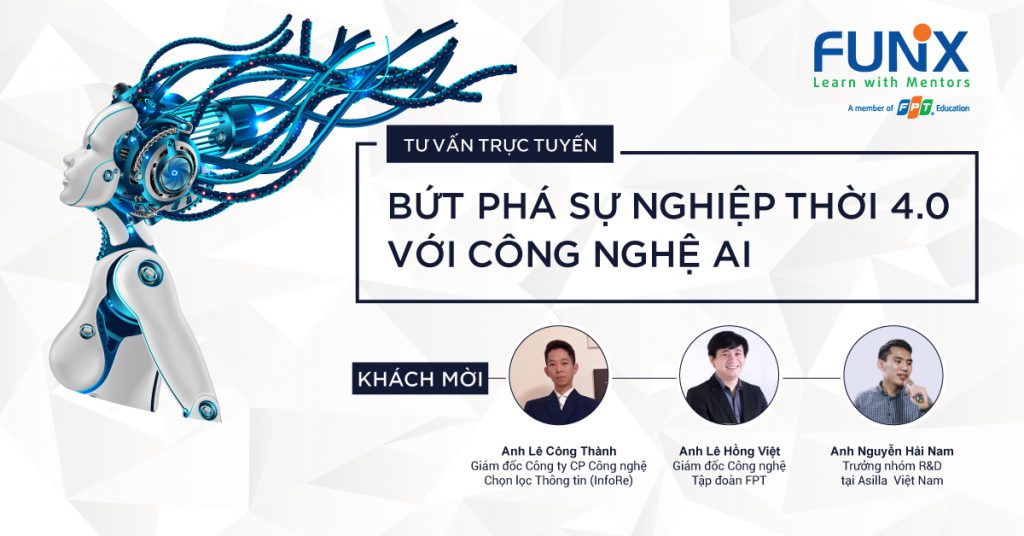 FUNiX
Learn with Mentors
A member of FPT Education
TƯ VẤN TRỰC TUYẾN
BỨT PHÁ SỰ NGHIỆP THỜI 4.0
VỚI CÔNG NGHỆ AI
KHÁCH MỜI
Anh Lê Công Thành
Giám đốc Công ty CP Công nghệ
Chọn lọc Thông tin (InfoRe)
Anh Lê Hồng Việt
Giám đốc Công nghệ
Tập đoàn FPT
Anh Nguyễn Hải Nam
Trưởng nhóm R&D
tại Asilla Việt Nam